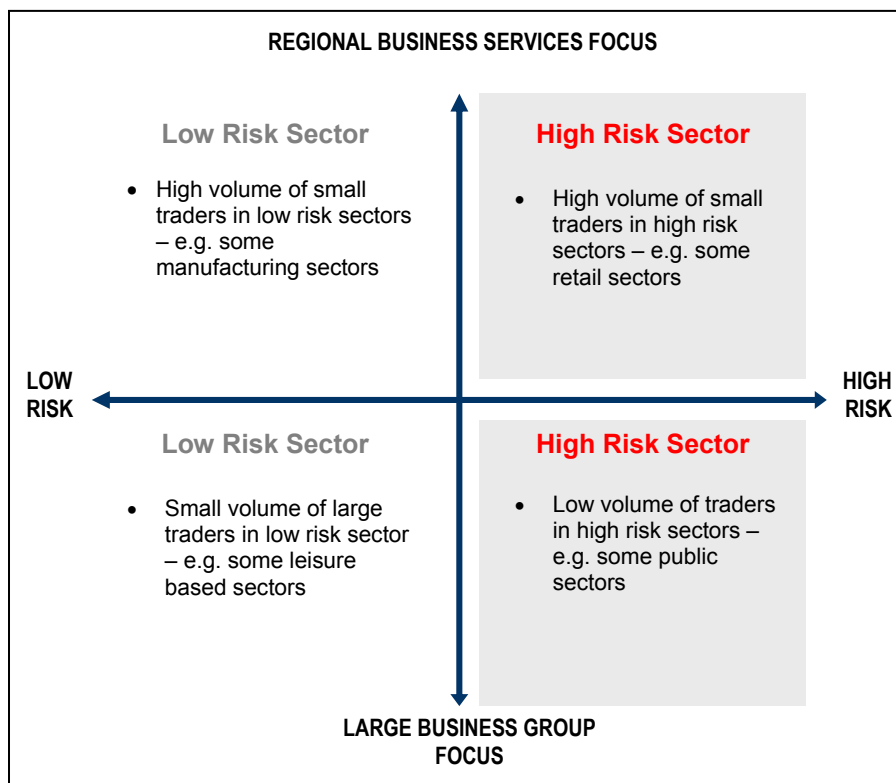 REGIONAL BUSINESS SERVICES FOCUS
Low Risk Sector
• High volume of small
traders in low risk sectors
– e.g. some
manufacturing sectors
High Risk Sector
• High volume of small
traders in high risk
sectors – e.g. some
retail sectors
LOW
RISK
HIGH
RISK
Low Risk Sector
• Small volume of large
traders in low risk sector
– e.g. some leisure
based sectors
High Risk Sector
• Low volume of traders
in high risk sectors –
e.g. some public
sectors
LARGE BUSINESS GROUP
FOCUS